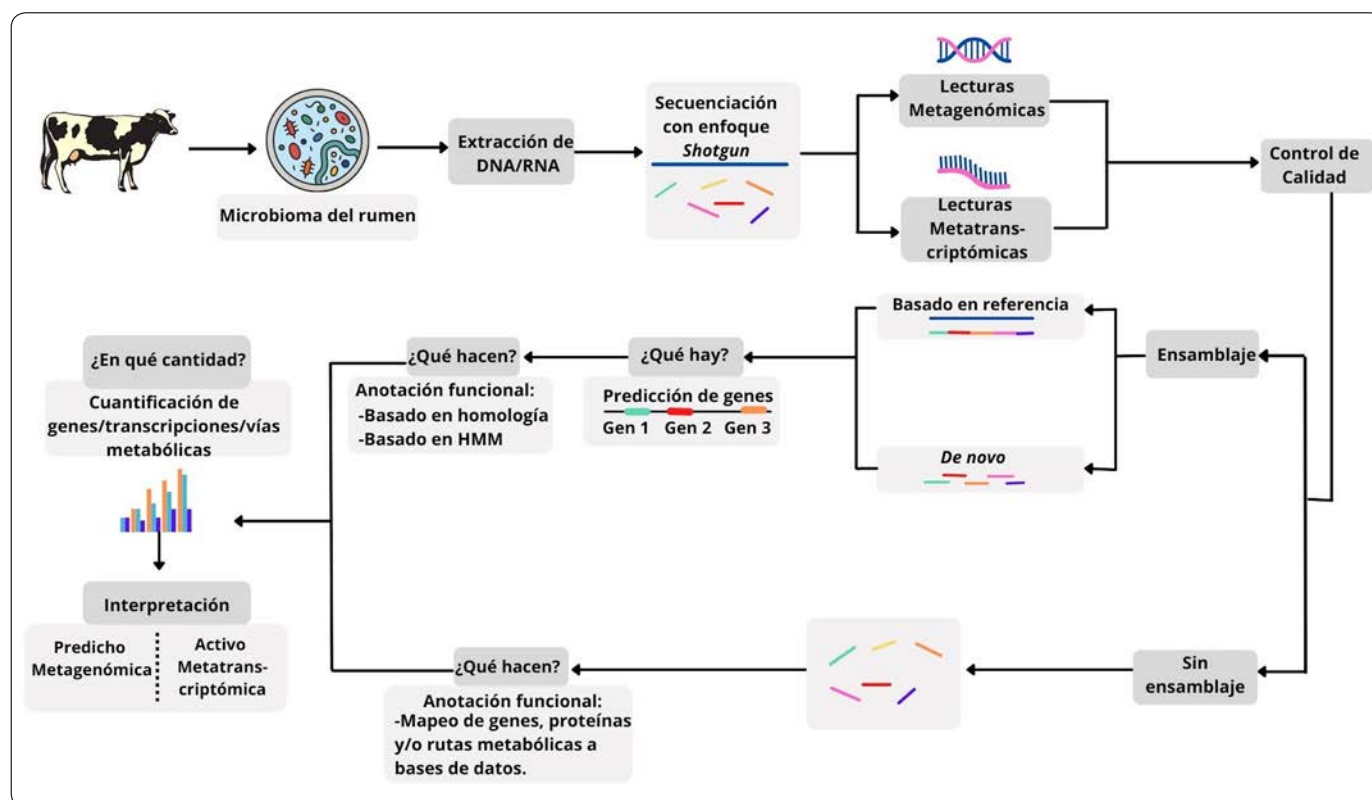 Microbioma del rumen
Extracción de
DNA/RNA
Secuenciación
con enfoque
Shotgun
Lecturas
Metagenómicas
Lecturas
Metatrans-
criptómicas
Control de
Calidad
Ensamblaje
Basado en referencia
De novo
¿Qué hay?
Predicción de genes
Gen 1 Gen 2 Gen 3
¿Qué hacen?
Anotación funcional:
-Basado en homología
-Basado en HMM
Sin
ensamblaje
¿Qué hacen?
Anotación funcional:
-Mapeo de genes, proteínas
y/o rutas metabólicas a
bases de datos.
¿En qué cantidad?
Cuantificación de
genes/transcripciones/vías
metabólicas
Interpretación
Predicho
Metagenómica
Activo
Metatrans-
criptómica